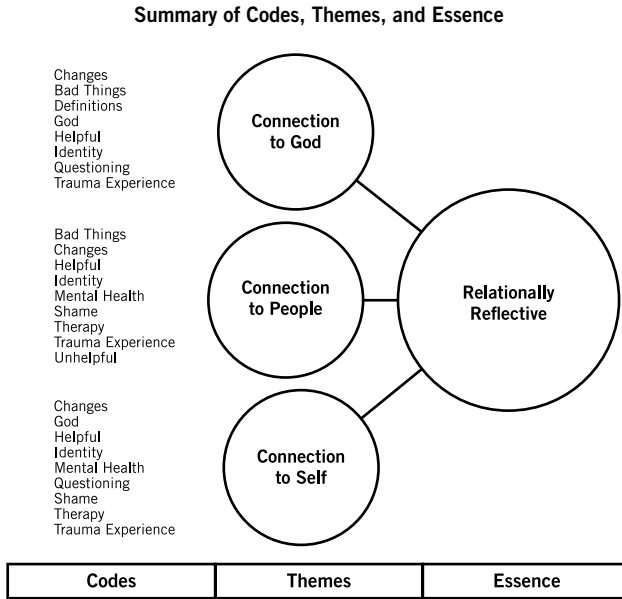 Summary of Codes, Themes, and Essence
Changes
Bad Things
Definitions
God
Helpful
Identity
Questioning
Trauma Experience
Connection
to God
Bad Things
Changes
Helpful
Identity
Mental Health
Shame
Therapy
Trauma Experience
Unhelpful
Connection
to People
Relationally
Reflective
Changes
God
Helpful
Identity
Mental Health
Questioning
Shame
Therapy
Trauma Experience
Connection
to Self
Codes
Themes
Essence